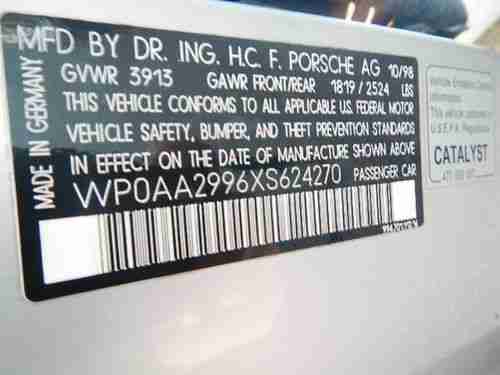 MFD BY DR. ING. H.C. F. PORSCHE AG 10/98
GVWR 3913 GAWR FRONT/REAR 1819/2524 LBS
THIS VEHICLE CONFORMS TO ALL APPLICABLE U.S. FEDERAL MOTOR
VEHICLE SAFETY, BUMPER, AND THEFT PREVENTION STANDARDS
IN EFFECT ON THE DATE OF MANUFACTURE SHOWN ABOVE.
WP0AA2996XS624270 PASSENGER CAR
MADE IN GERMANY
CATALYST